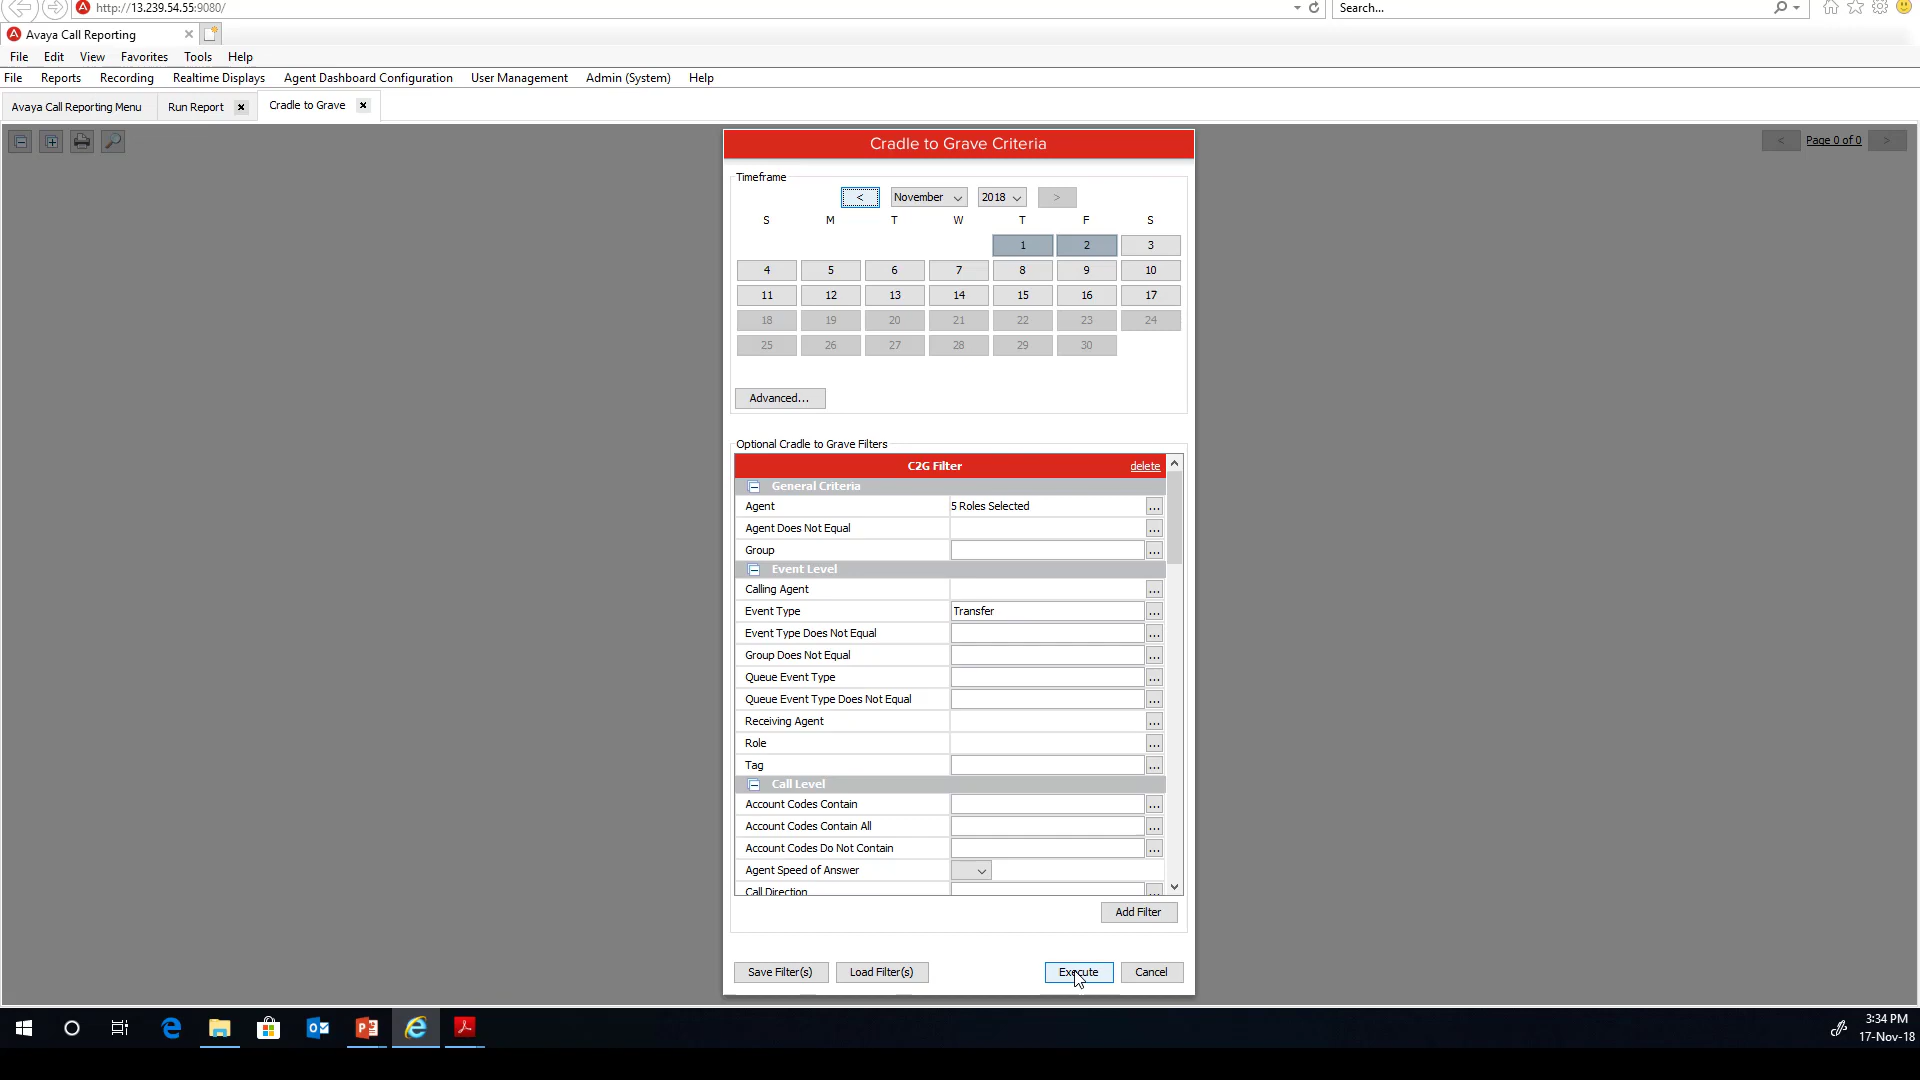 http://13.239.54.55:9080/
Search...
Avaya Call Reporting
File Edit View Favorites Tools Help
File Reports Recording Realtime Displays Agent Dashboard Configuration User Management Admin (System) Help
Avaya Call Reporting Menu Run Report Cradle to Grave
< Page 0 of 0 >
Cradle to Grave Criteria
Timeframe
< November 2018 >
S M T W T F S
1 2 3
4 5 6 7 8 9 10
11 12 13 14 15 16 17
18 19 20 21 22 23 24
25 26 27 28 29 30
Advanced...
Optional Cradle to Grave Filters
C2G Filter delete
General Criteria
Agent 5 Roles Selected ...
Agent Does Not Equal ...
Group ...
Event Level
Calling Agent ...
Event Type Transfer ...
Event Type Does Not Equal ...
Group Does Not Equal ...
Queue Event Type ...
Queue Event Type Does Not Equal ...
Receiving Agent ...
Role ...
Tag ...
Call Level
Account Codes Contain ...
Account Codes Contain All ...
Account Codes Do Not Contain ...
Agent Speed of Answer
Call Direction ...
Add Filter
Save Filter(s) Load Filter(s) Execute Cancel
3:34 PM
17-Nov-18